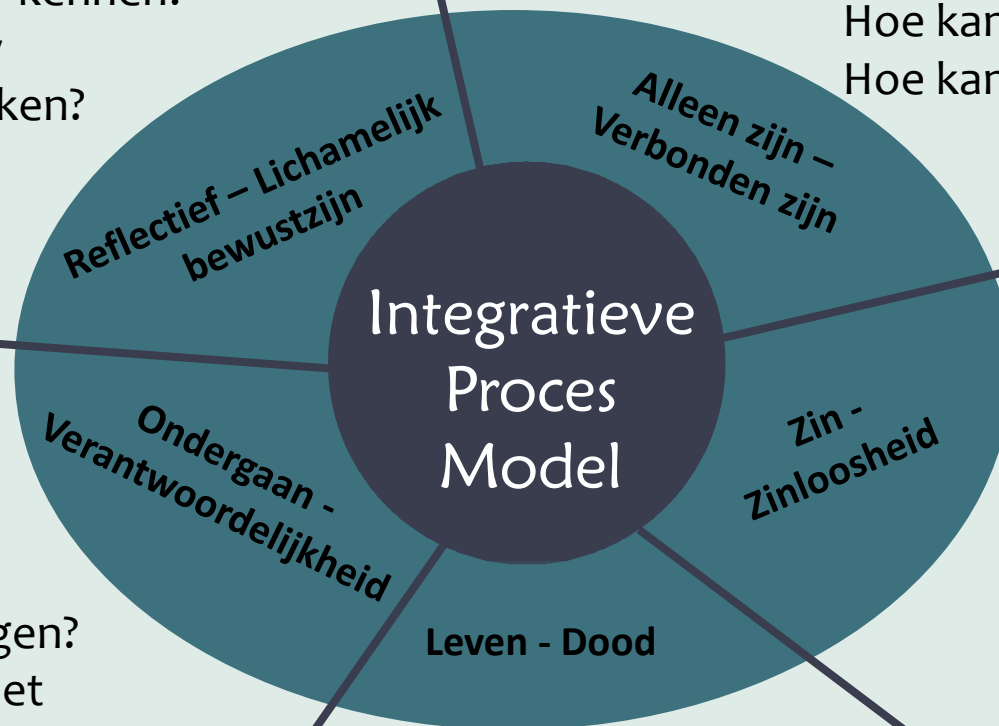 Hoe kan
Hoe kan
Reflectief – Lichamelijk
bewustzijn
Alleen zijn –
Verbonden zijn
Integratieve
Proces
Model
Ondergaan -
Verantwoordelijkheid
Zin -
Zinloosheid
Leven - Dood